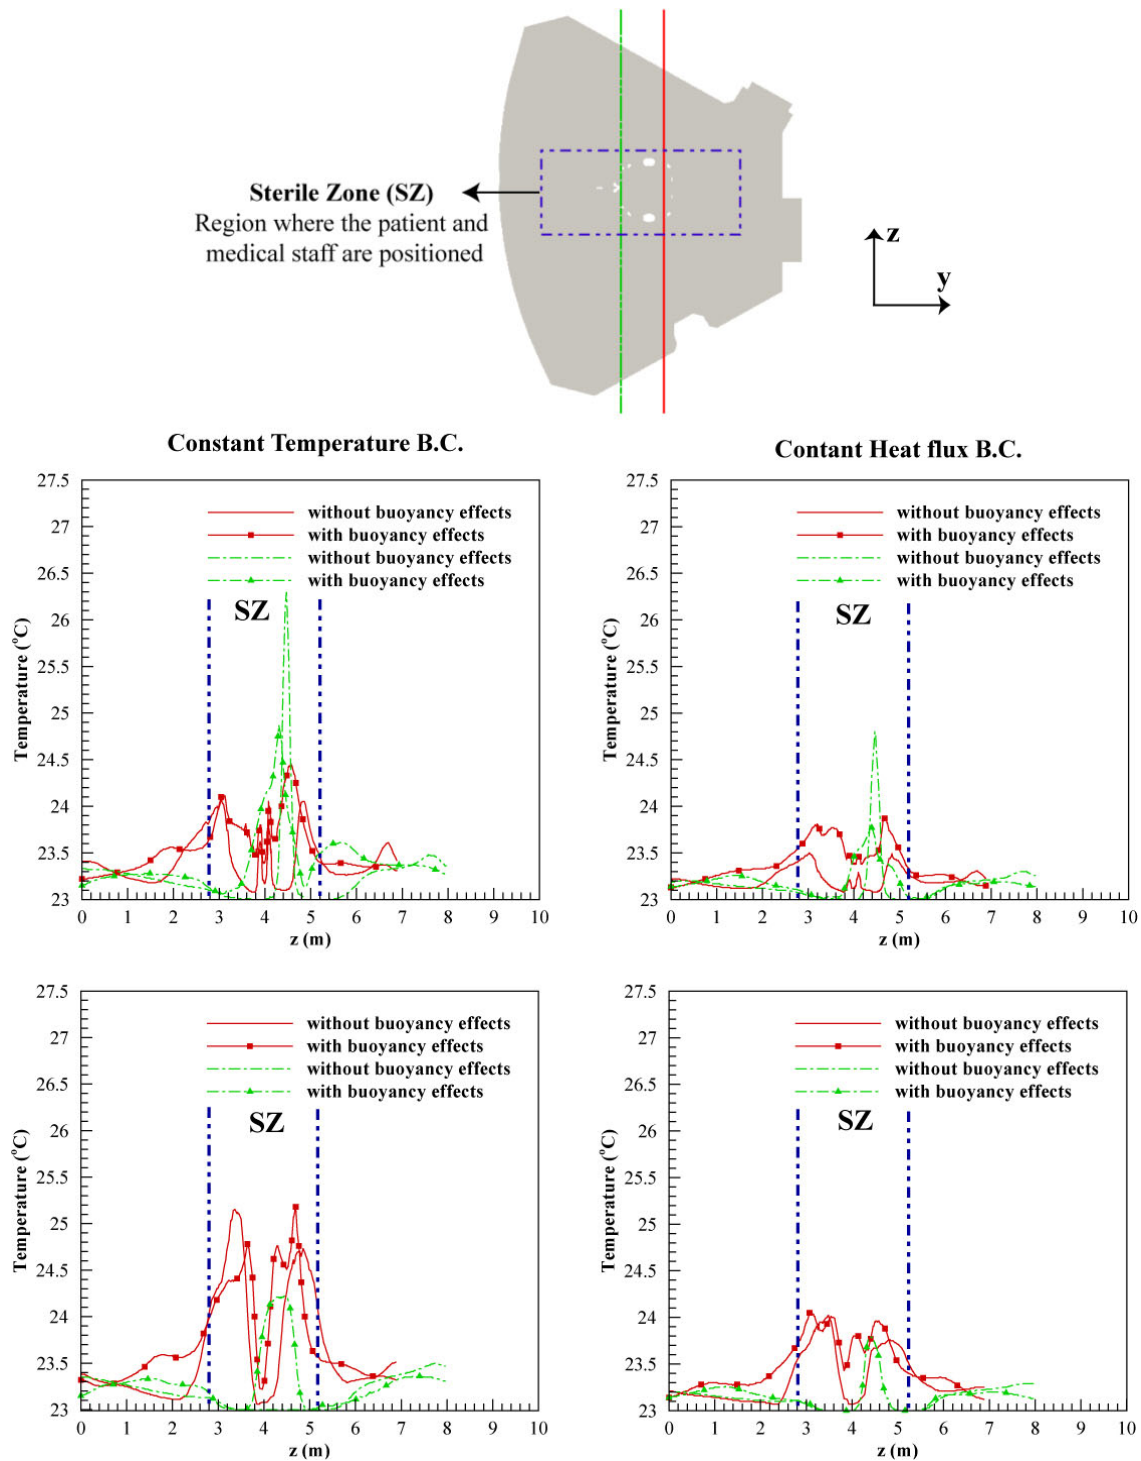 Sterile Zone (SZ)
Region where the patient and
medical staff are positioned
z
y
Constant Temperature B.C.
Contant Heat flux B.C.
27.5
27
26.5
26
25.5
25
24.5
24
23.5
23
Temperature (°C)
without buoyancy effects
with buoyancy effects
without buoyancy effects
with buoyancy effects
SZ
0 1 2 3 4 5 6 7 8 9 10
z (m)
27.5
27
26.5
26
25.5
25
24.5
24
23.5
23
Temperature (°C)
without buoyancy effects
with buoyancy effects
without buoyancy effects
with buoyancy effects
SZ
0 1 2 3 4 5 6 7 8 9 10
z (m)
27.5
27
26.5
26
25.5
25
24.5
24
23.5
23
Temperature (°C)
without buoyancy effects
with buoyancy effects
without buoyancy effects
with buoyancy effects
SZ
0 1 2 3 4 5 6 7 8 9 10
z (m)
27.5
27
26.5
26
25.5
25
24.5
24
23.5
23
Temperature (°C)
without buoyancy effects
with buoyancy effects
without buoyancy effects
with buoyancy effects
SZ
0 1 2 3 4 5 6 7 8 9 10
z (m)